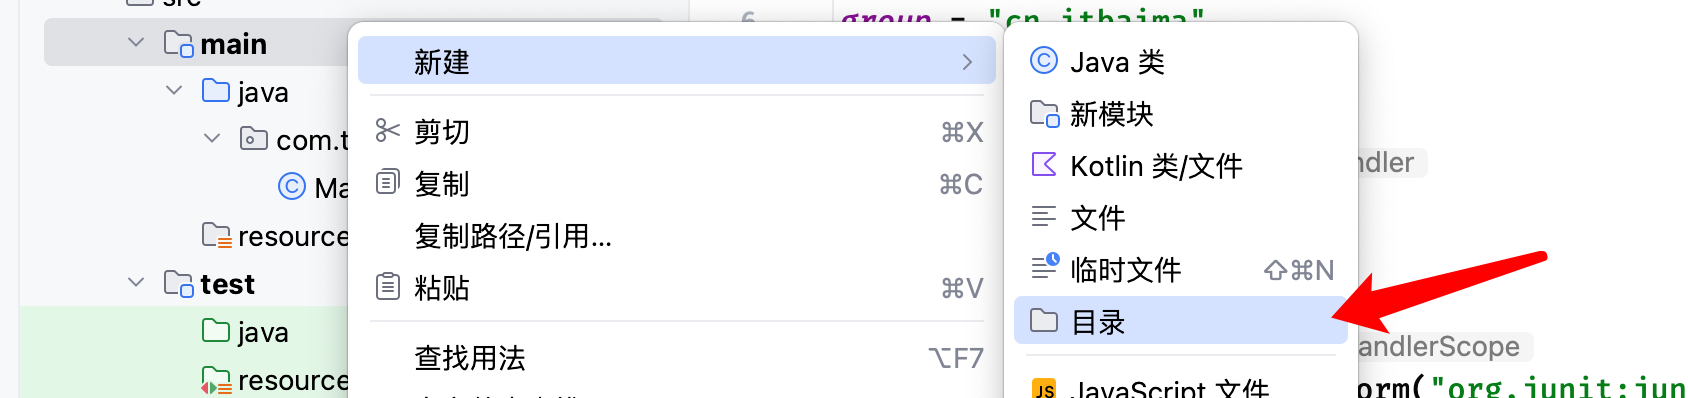 src
main
java
com.t
Ma
resource
test
java
resource
新建
剪切 ⌘X
复制 ⌘C
复制路径/引用...
粘贴 ⌘V
查找用法 ⌥F7
6 group = "cn.itbaima"
Java 类
新模块
Kotlin 类/文件
文件
临时文件 ⇧⌘N
目录
JS JavaScript 文件
ndler
andlerScope
orm("org.junit:jun